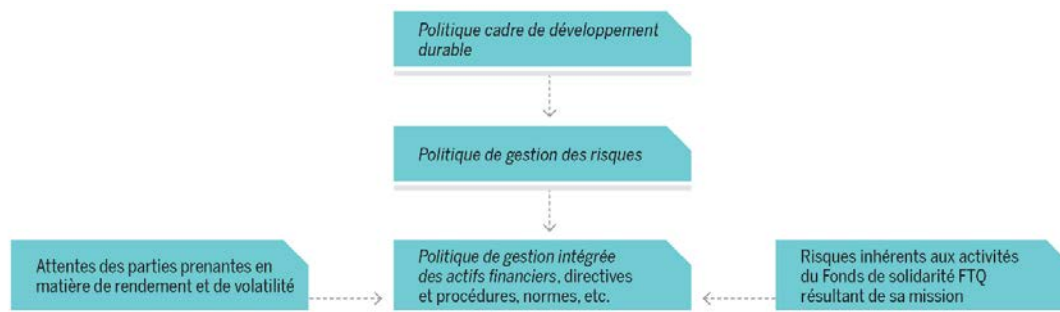 Politique cadre de développement
durable
Politique de gestion des risques
Attentes des parties prenantes en
matière de rendement et de volatilité
Politique de gestion intégrée
des actifs financiers, directives
et procédures, normes, etc.
Risques inhérents aux activités
du Fonds de solidarité FTQ
résultant de sa mission